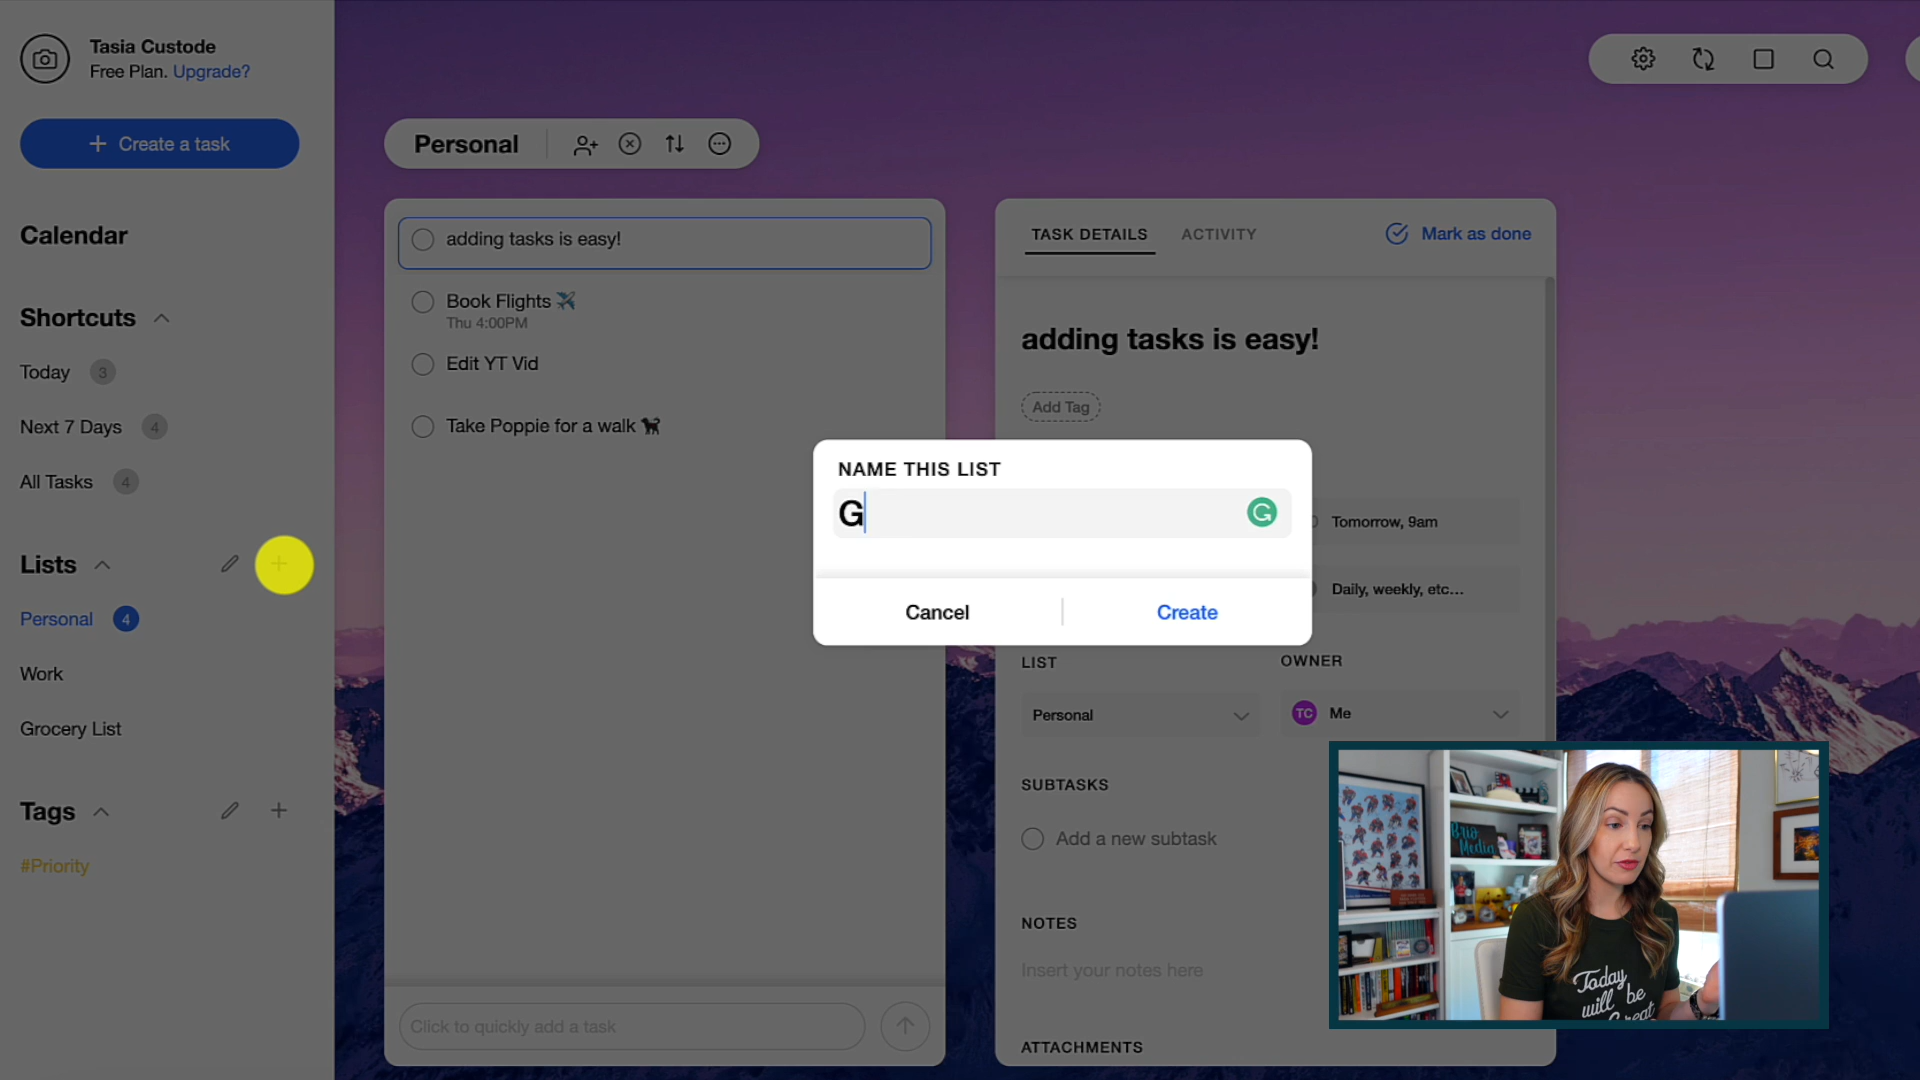 Tasia Custode
Free Plan. Upgrade?
Create a task
Calendar
Shortcuts
Today 3
Next 7 Days 4
All Tasks 4
Lists
Personal 4
Work
Grocery List
Tags
#Priority
Personal
adding tasks is easy!
Book Flights
Thu 4:00PM
Edit YT Vid
Take Poppie for a walk
Click to quickly add a task
TASK DETAILS ACTIVITY Mark as done
adding tasks is easy!
Add Tag
NAME THIS LIST
G
Cancel Create
Tomorrow, 9am
Daily, weekly, etc...
LIST OWNER
Personal TC Me
SUBTASKS
Add a new subtask
NOTES
Insert your notes here
ATTACHMENTS
Brio
Media
Today
will be
Great